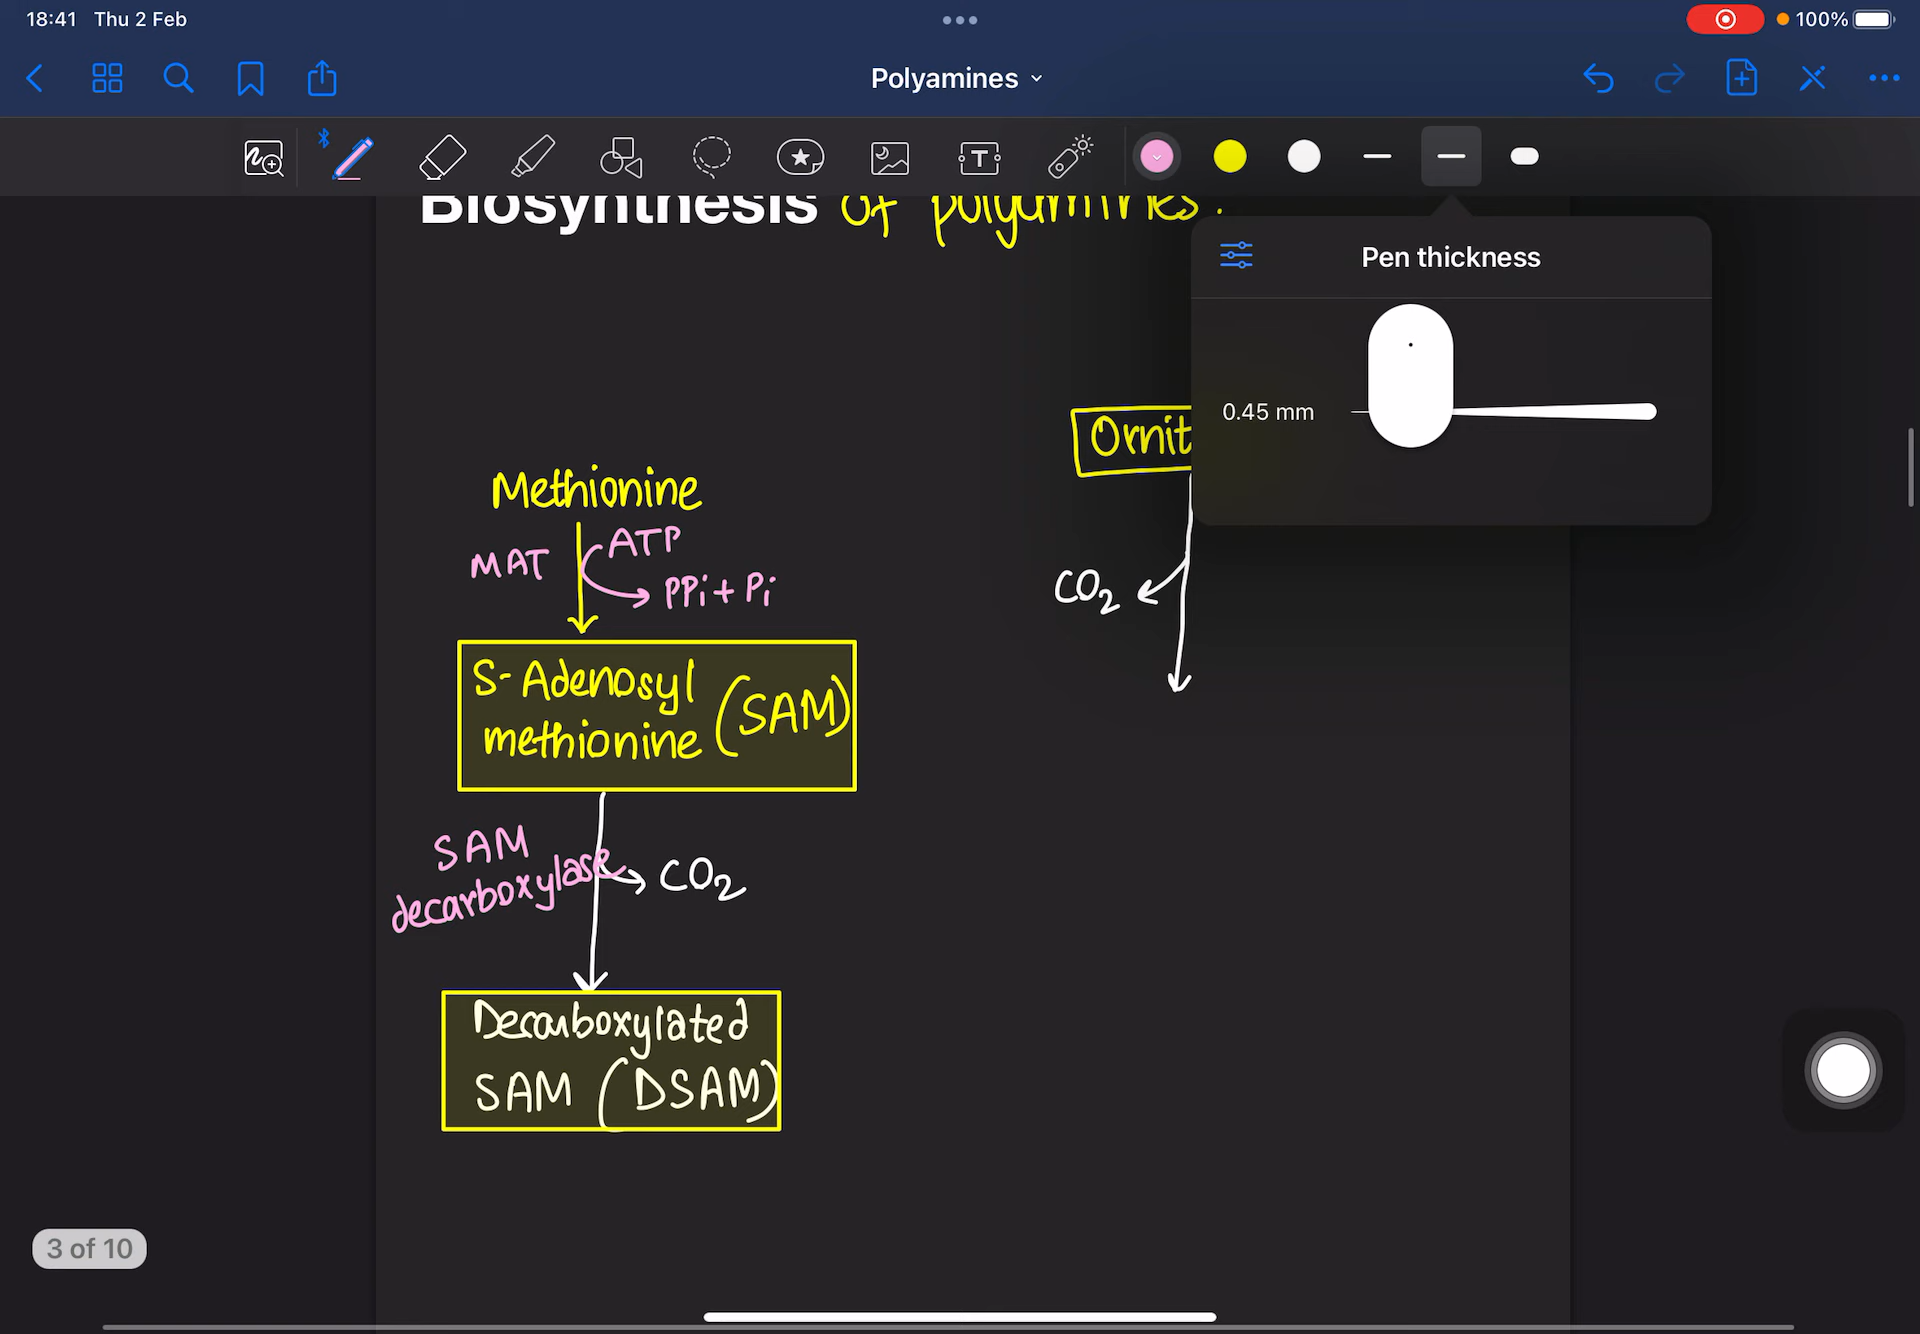 18:41 Thu 2 Feb
100%
Polyamines
Biosynthesis of polyamines:
Pen thickness
0.45 mm
Ornit
Methionine
MAT
ATP
PPi + Pi
CO2
S-Adenosyl
methionine (SAM)
SAM
decarboxylase
CO2
Decarboxylated
SAM (DSAM)
3 of 10